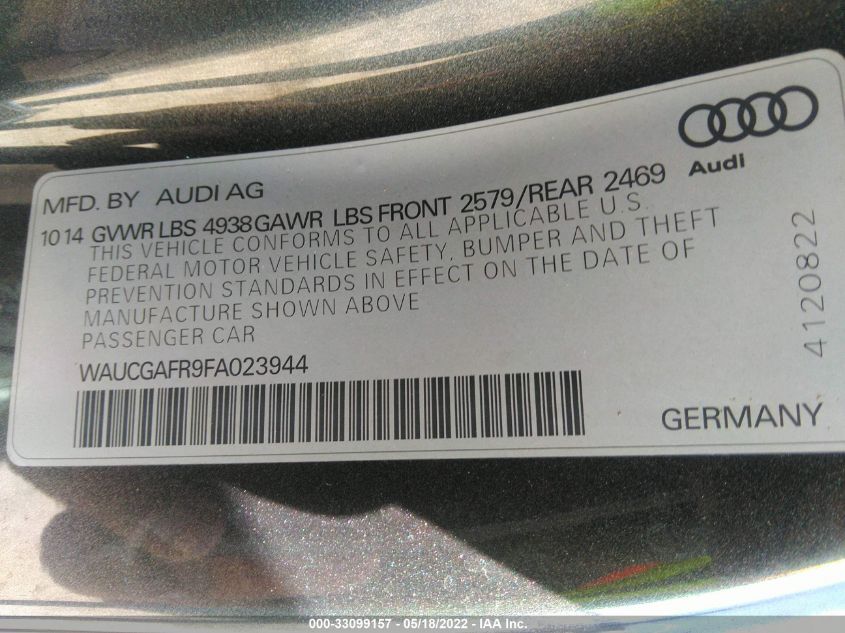 Audi
MFD. BY AUDI AG
1014 GVWR LBS 4938 GAWR LBS FRONT 2579/REAR 2469
THIS VEHICLE CONFORMS TO ALL APPLICABLE U.S.
FEDERAL MOTOR VEHICLE SAFETY, BUMPER AND THEFT
PREVENTION STANDARDS IN EFFECT ON THE DATE OF
MANUFACTURE SHOWN ABOVE
PASSENGER CAR
WAUCGAFR9FA023944
GERMANY
4120822
000-33099157 - 05/18/2022 - IAA Inc.